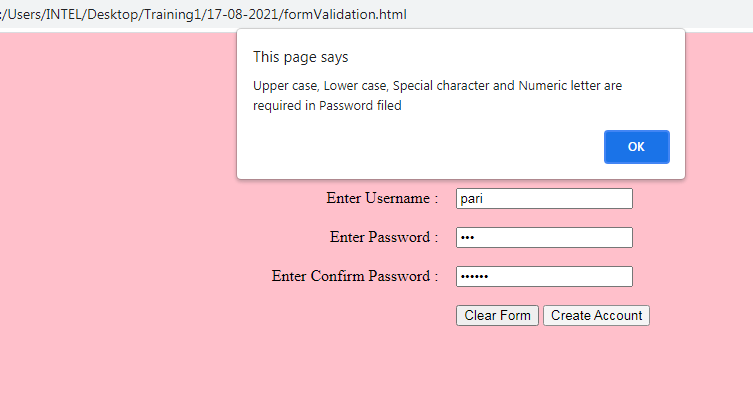 :/Users/INTEL/Desktop/Training1/17-08-2021/formValidation.html
This page says
Upper case, Lower case, Special character and Numeric letter are
required in Password filed
OK
Enter Username : pari
Enter Password : •••
Enter Confirm Password : ••••••
Clear Form Create Account